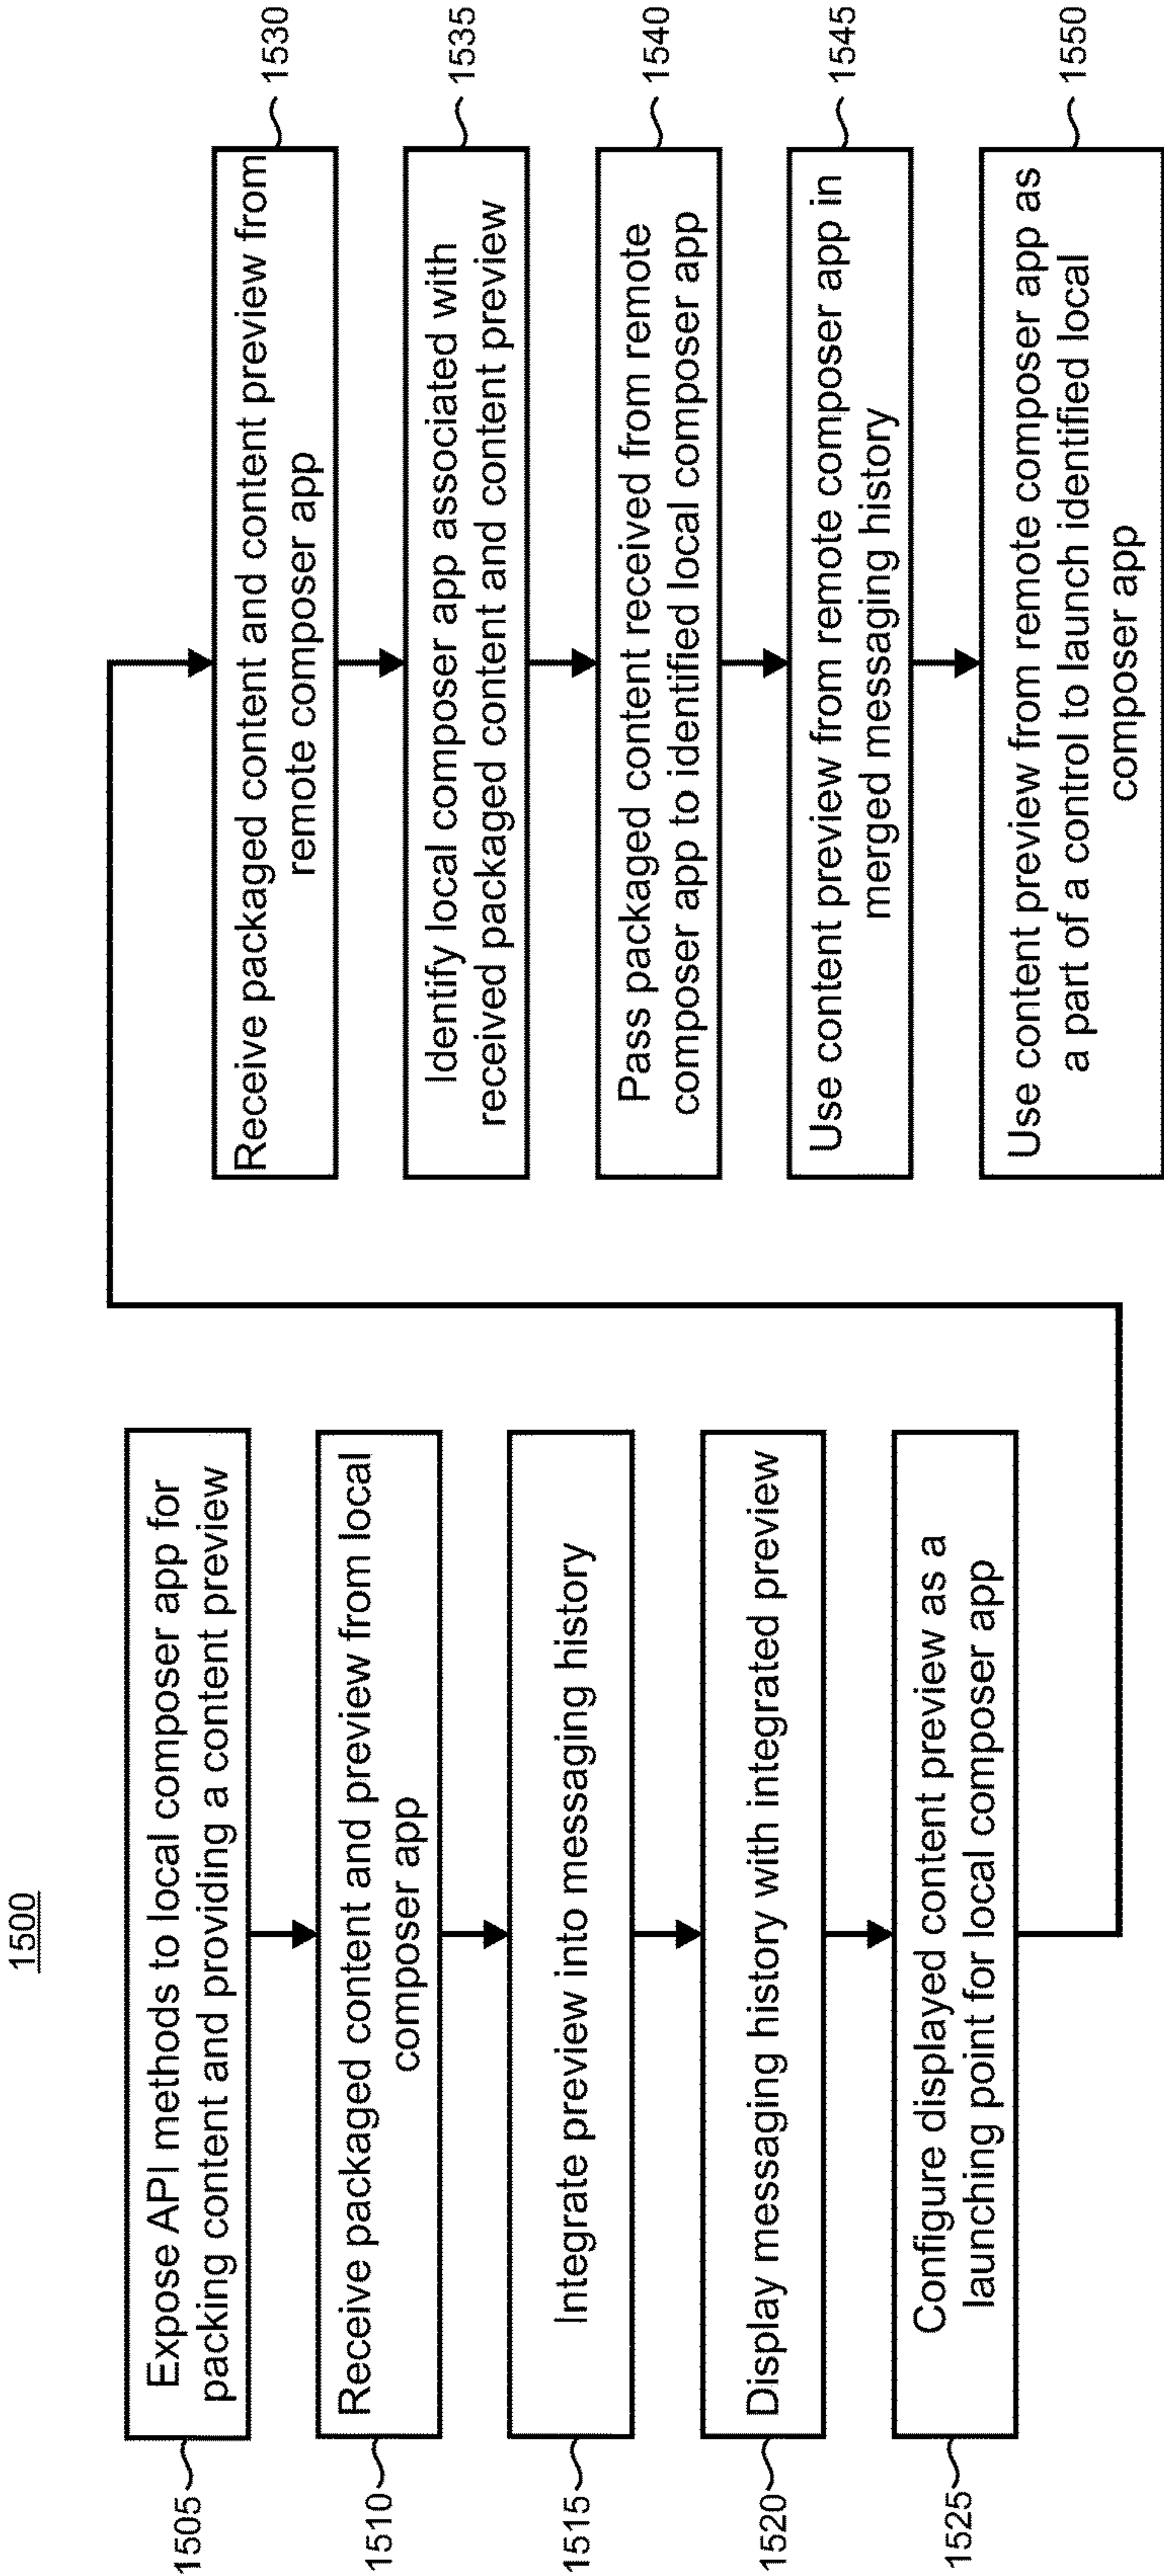 1500
1505
Expose API methods to local composer app for
packing content and providing a content preview
1510
Receive packaged content and preview from local
composer app
1515
Integrate preview into messaging history
1520
Display messaging history with integrated preview
1525
Configure displayed content preview as a
launching point for local composer app
Receive packaged content and content preview from
remote composer app
1530
Identify local composer app associated with
received packaged content and content preview
1535
Pass packaged content received from remote
composer app to identified local composer app
1540
Use content preview from remote composer app in
merged messaging history
1545
Use content preview from remote composer app as
a part of a control to launch identified local
composer app
1550